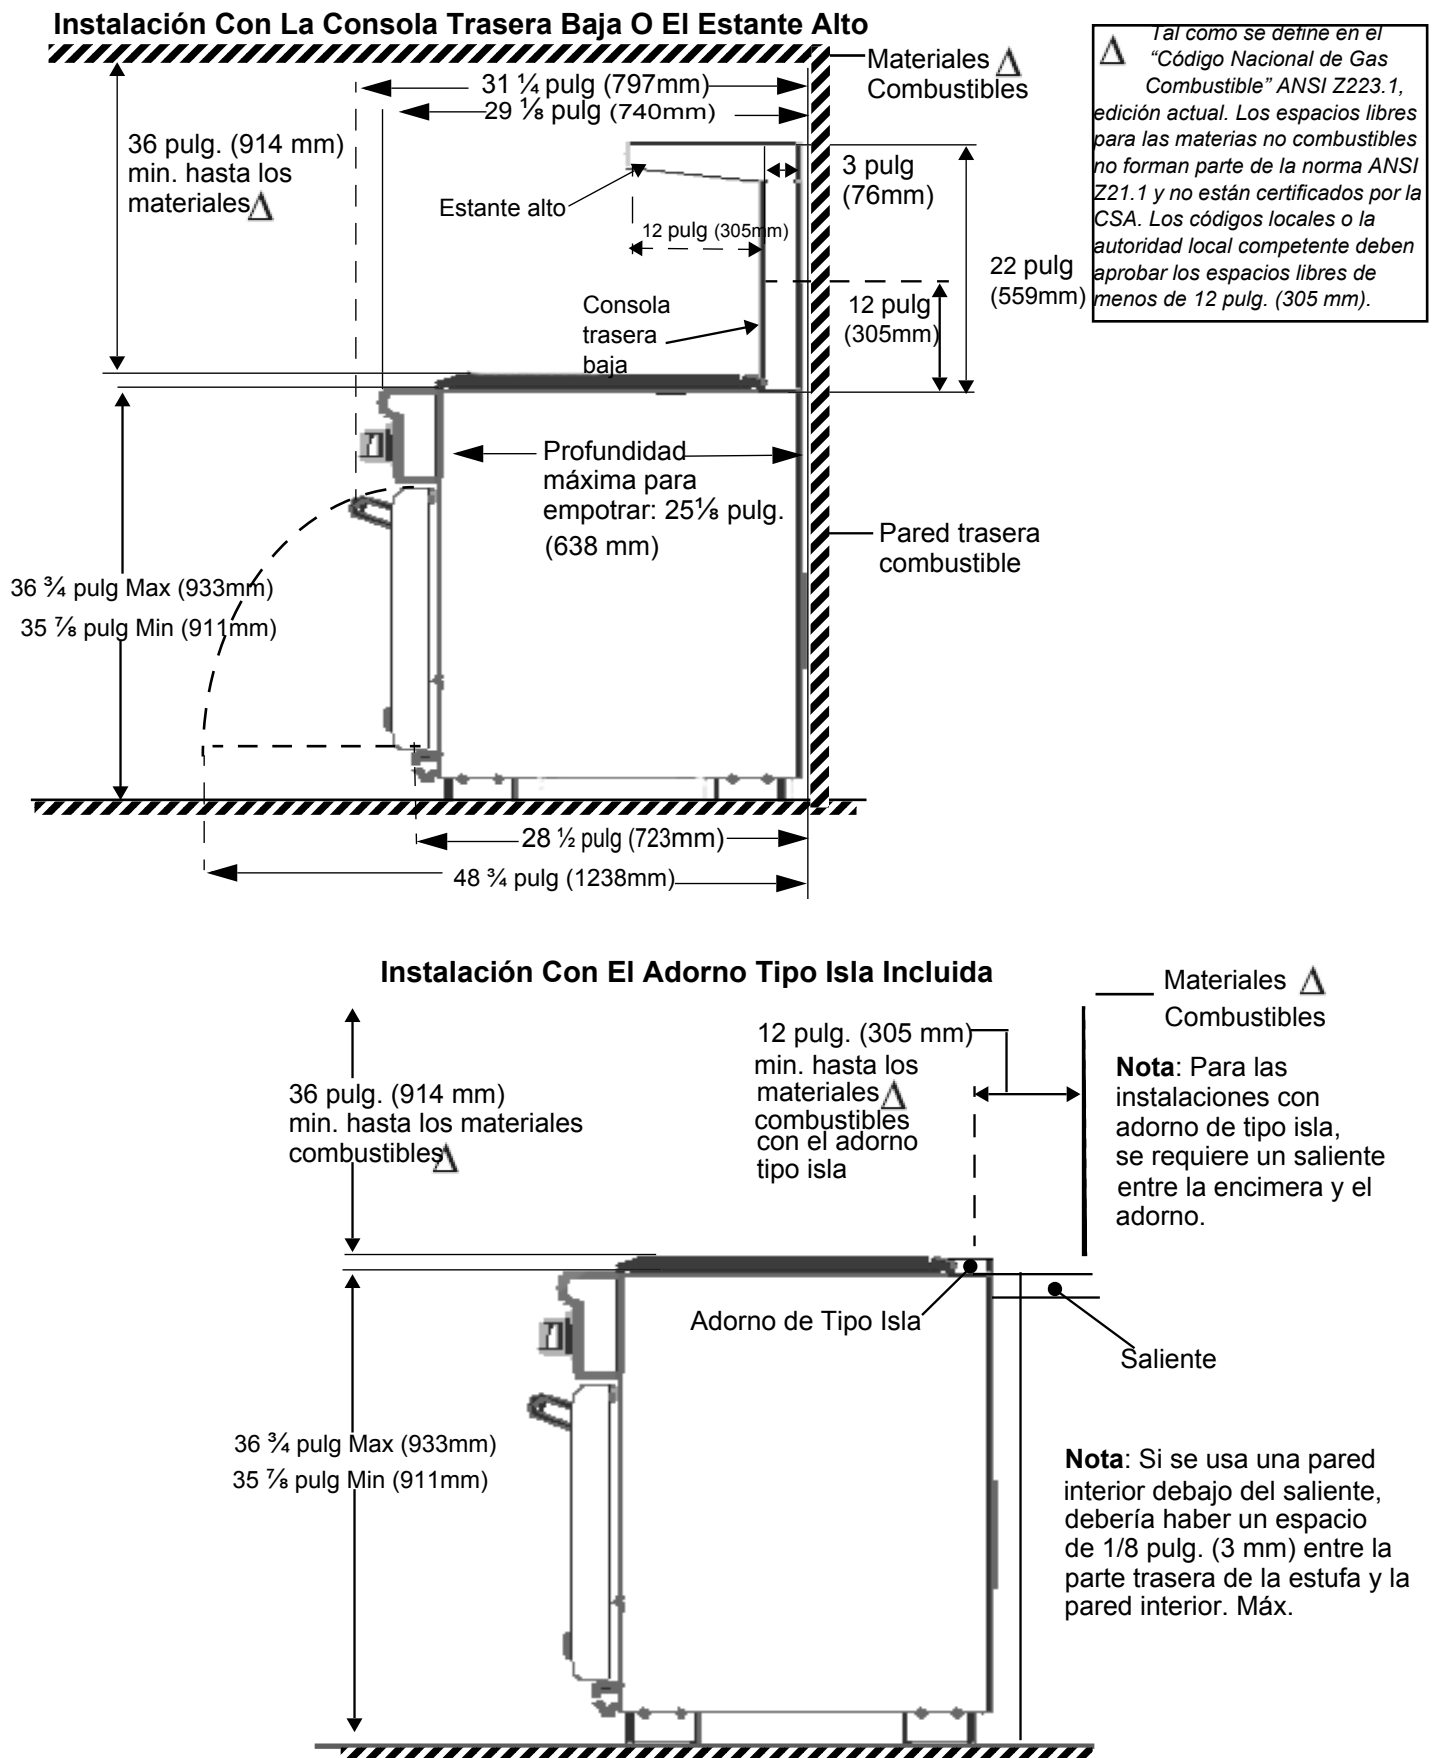 Instalación Con La Consola Trasera Baja O El Estante Alto
Materiales Δ
Combustibles
31 ¼ pulg (797mm)
29 ⅛ pulg (740mm)
36 pulg. (914 mm)
min. hasta los
materiales Δ
Estante alto
12 pulg (305mm)
3 pulg
(76mm)
22 pulg
(559mm)
12 pulg
(305mm)
Consola
trasera
baja
Δ Tal como se define en el
“Código Nacional de Gas
Combustible” ANSI Z223.1,
edición actual. Los espacios libres
para las materias no combustibles
no forman parte de la norma ANSI
Z21.1 y no están certificados por la
CSA. Los códigos locales o la
autoridad local competente deben
aprobar los espacios libres de
menos de 12 pulg. (305 mm).
Profundidad
máxima para
empotrar: 25⅛ pulg.
(638 mm)
Pared trasera
combustible
36 ¾ pulg Max (933mm)
35 ⅞ pulg Min (911mm)
28 ½ pulg (723mm)
48 ¾ pulg (1238mm)
Instalación Con El Adorno Tipo Isla Incluida
Materiales Δ
Combustibles
36 pulg. (914 mm)
min. hasta los materiales
combustibles Δ
12 pulg. (305 mm)
min. hasta los
materiales Δ
combustibles
con el adorno
tipo isla
Nota: Para las
instalaciones con
adorno de tipo isla,
se requiere un saliente
entre la encimera y el
adorno.
Adorno de Tipo Isla
Saliente
36 ¾ pulg Max (933mm)
35 ⅞ pulg Min (911mm)
Nota: Si se usa una pared
interior debajo del saliente,
debería haber un espacio
de 1/8 pulg. (3 mm) entre la
parte trasera de la estufa y la
pared interior. Máx.